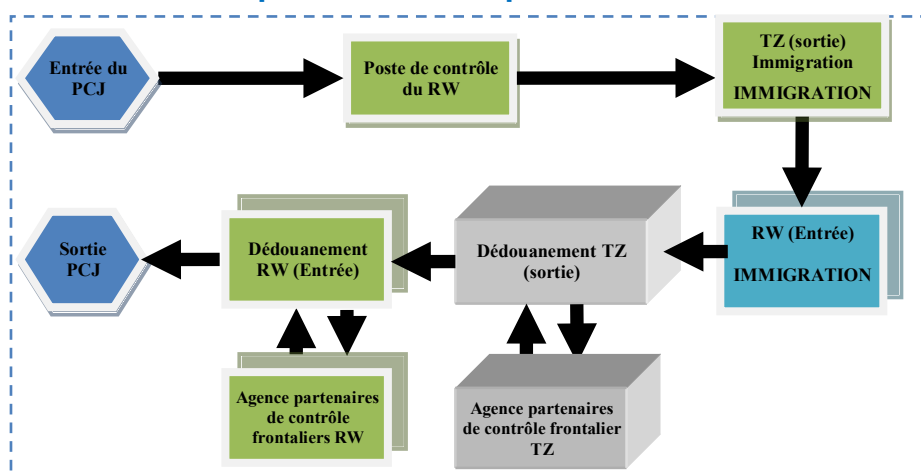 Entrée du
PCJ
Poste de contrôle
du RW
TZ (sortie)
Immigration
IMMIGRATION
RW (Entrée)
IMMIGRATION
Dédouanement TZ
(sortie)
Dédouanement
RW (Entrée)
Sortie
PCJ
Agence partenaires
de contrôle
frontaliers RW
Agence partenaires
de contrôle frontalier
TZ